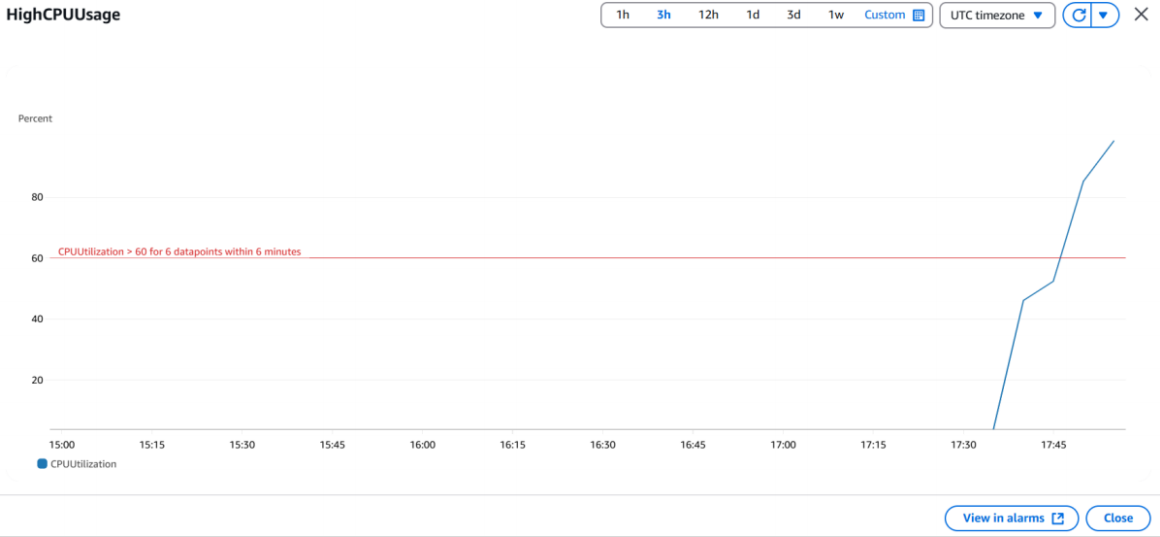 HighCPUUsage
1h 3h 12h 1d 3d 1w Custom UTC timezone
Percent
80
CPUUtilization > 60 for 6 datapoints within 6 minutes
60
40
20
15:00 15:15 15:30 15:45 16:00 16:15 16:30 16:45 17:00 17:15 17:30 17:45
CPUUtilization
View in alarms Close